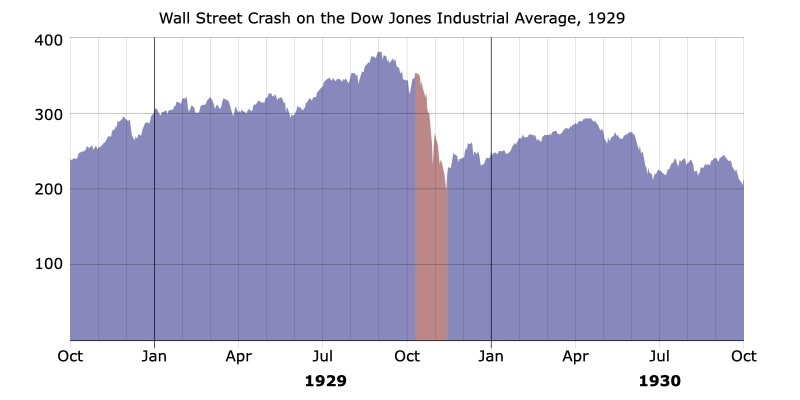 Wall Street Crash on the Dow Jones Industrial Average, 1929
400
300
200
100
Oct Jan Apr Jul Oct Jan Apr Jul Oct
1929 1930